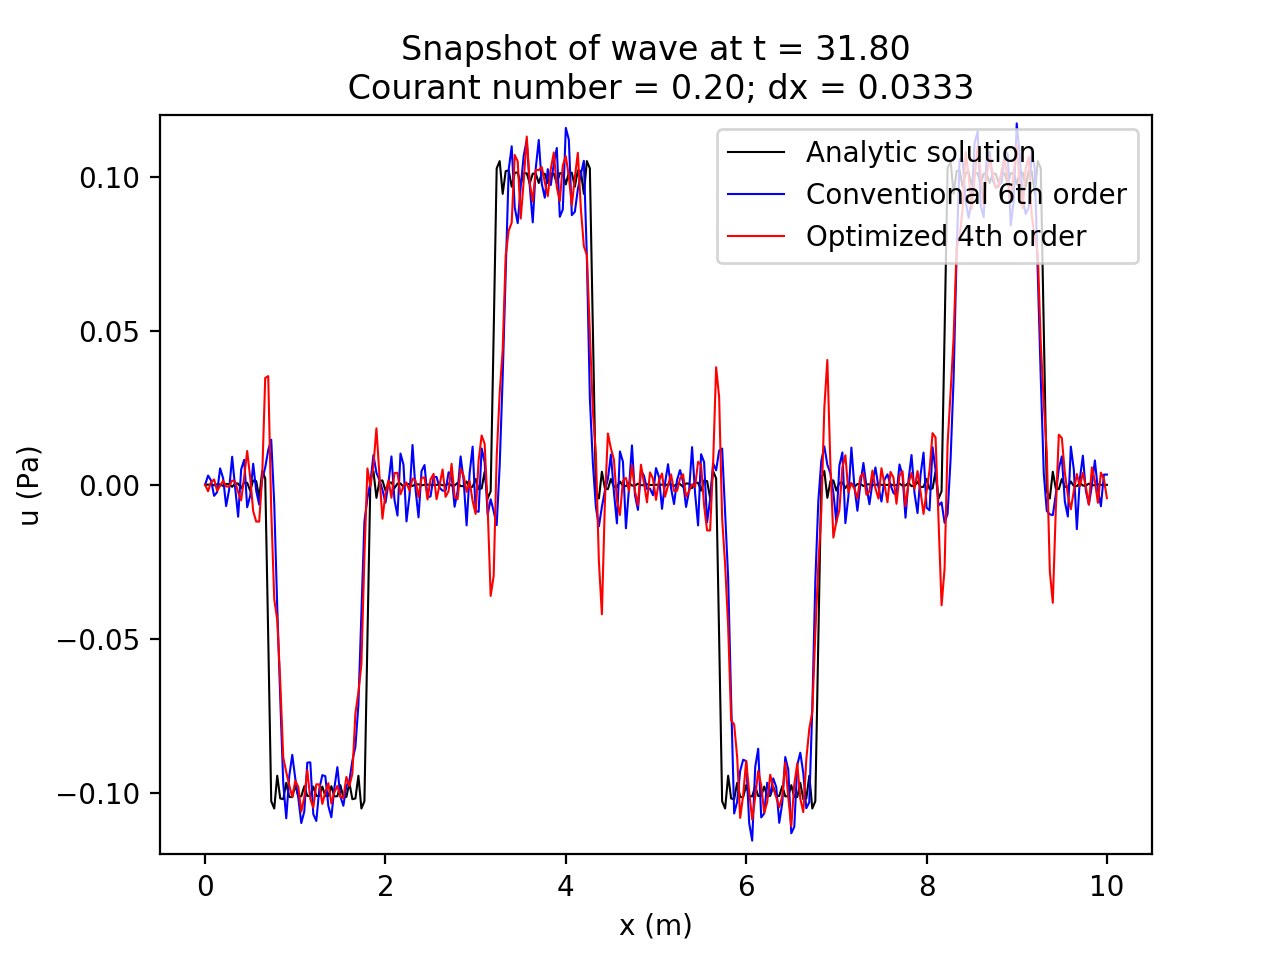 Snapshot of wave at t = 31.80
Courant number = 0.20; dx = 0.0333
Analytic solution
Conventional 6th order
Optimized 4th order
0.10
0.05
0.00
−0.05
−0.10
u (Pa)
0 2 4 6 8 10
x (m)